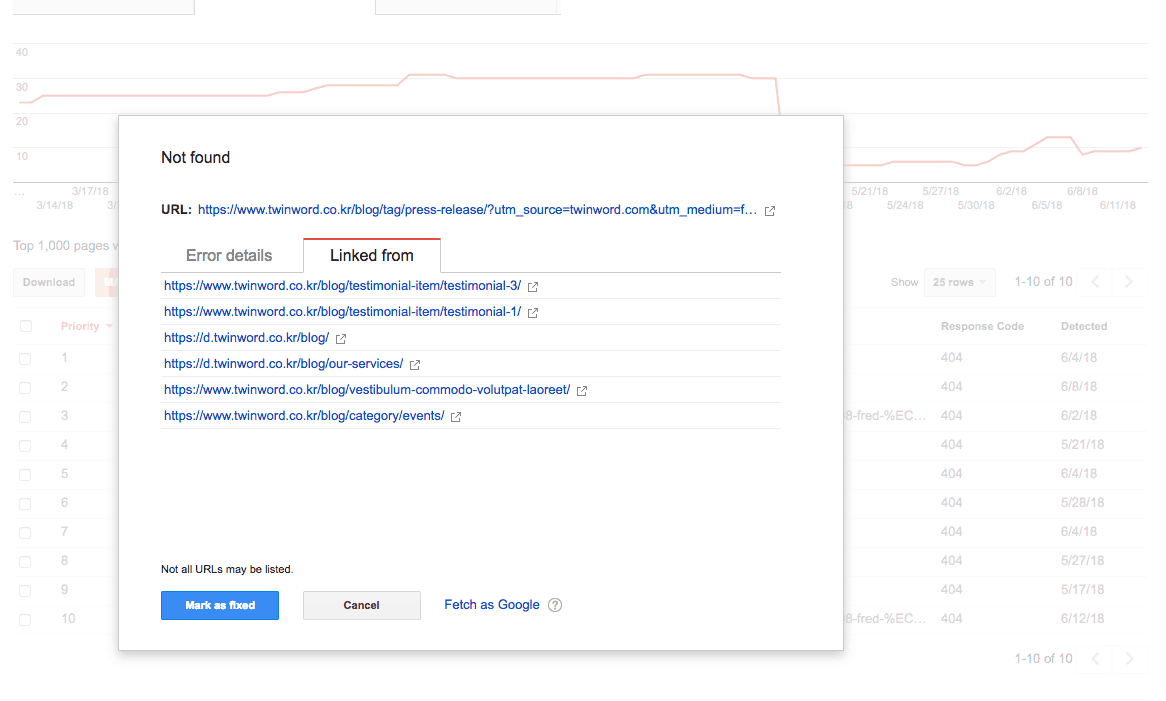 40
30
20
10
...
3/17/18
5/21/18
5/27/18
6/2/18
6/8/18
3/14/18
5/24/18
5/30/18
6/5/18
6/11/18
Not found
URL: https://www.twinword.co.kr/blog/tag/press-release/?utm_source=twinword.com&utm_medium=f...
Error details
Linked from
https://www.twinword.co.kr/blog/testimonial-item/testimonial-3/
https://www.twinword.co.kr/blog/testimonial-item/testimonial-1/
https://d.twinword.co.kr/blog/
https://d.twinword.co.kr/blog/our-services/
https://www.twinword.co.kr/blog/vestibulum-commodo-volutpat-laoreet/
https://www.twinword.co.kr/blog/category/events/
Not all URLs may be listed.
Mark as fixed
Cancel
Fetch as Google ?
Top 1,000 pages
Download
Show 25 rows 1-10 of 10
Priority Response Code Detected
1 404 6/4/18
2 404 6/8/18
3 8-fred-%EC... 404 6/2/18
4 404 5/21/18
5 404 6/4/18
6 404 5/28/18
7 404 6/4/18
8 404 5/27/18
9 404 5/17/18
10 8-fred-%EC... 404 6/12/18
1-10 of 10